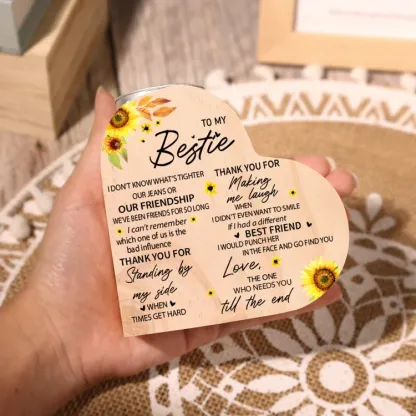 TO MY
Bestie
I DON'T KNOW WHAT'S TIGHTER
OUR JEANS OR
OUR FRIENDSHIP
WE'VE BEEN FRIENDS FOR SO LONG
I can't remember
which one of us is the
bad influence
THANK YOU FOR
Standing by
my side
WHEN
TIMES GET HARD
THANK YOU FOR
Making
me laugh
WHEN
I DIDN'T EVEN WANT TO SMILE
If I had a different
BEST FRIEND
I WOULD PUNCH HER
IN THE FACE AND GO FIND YOU
Love,
THE ONE
WHO NEEDS YOU
till the end